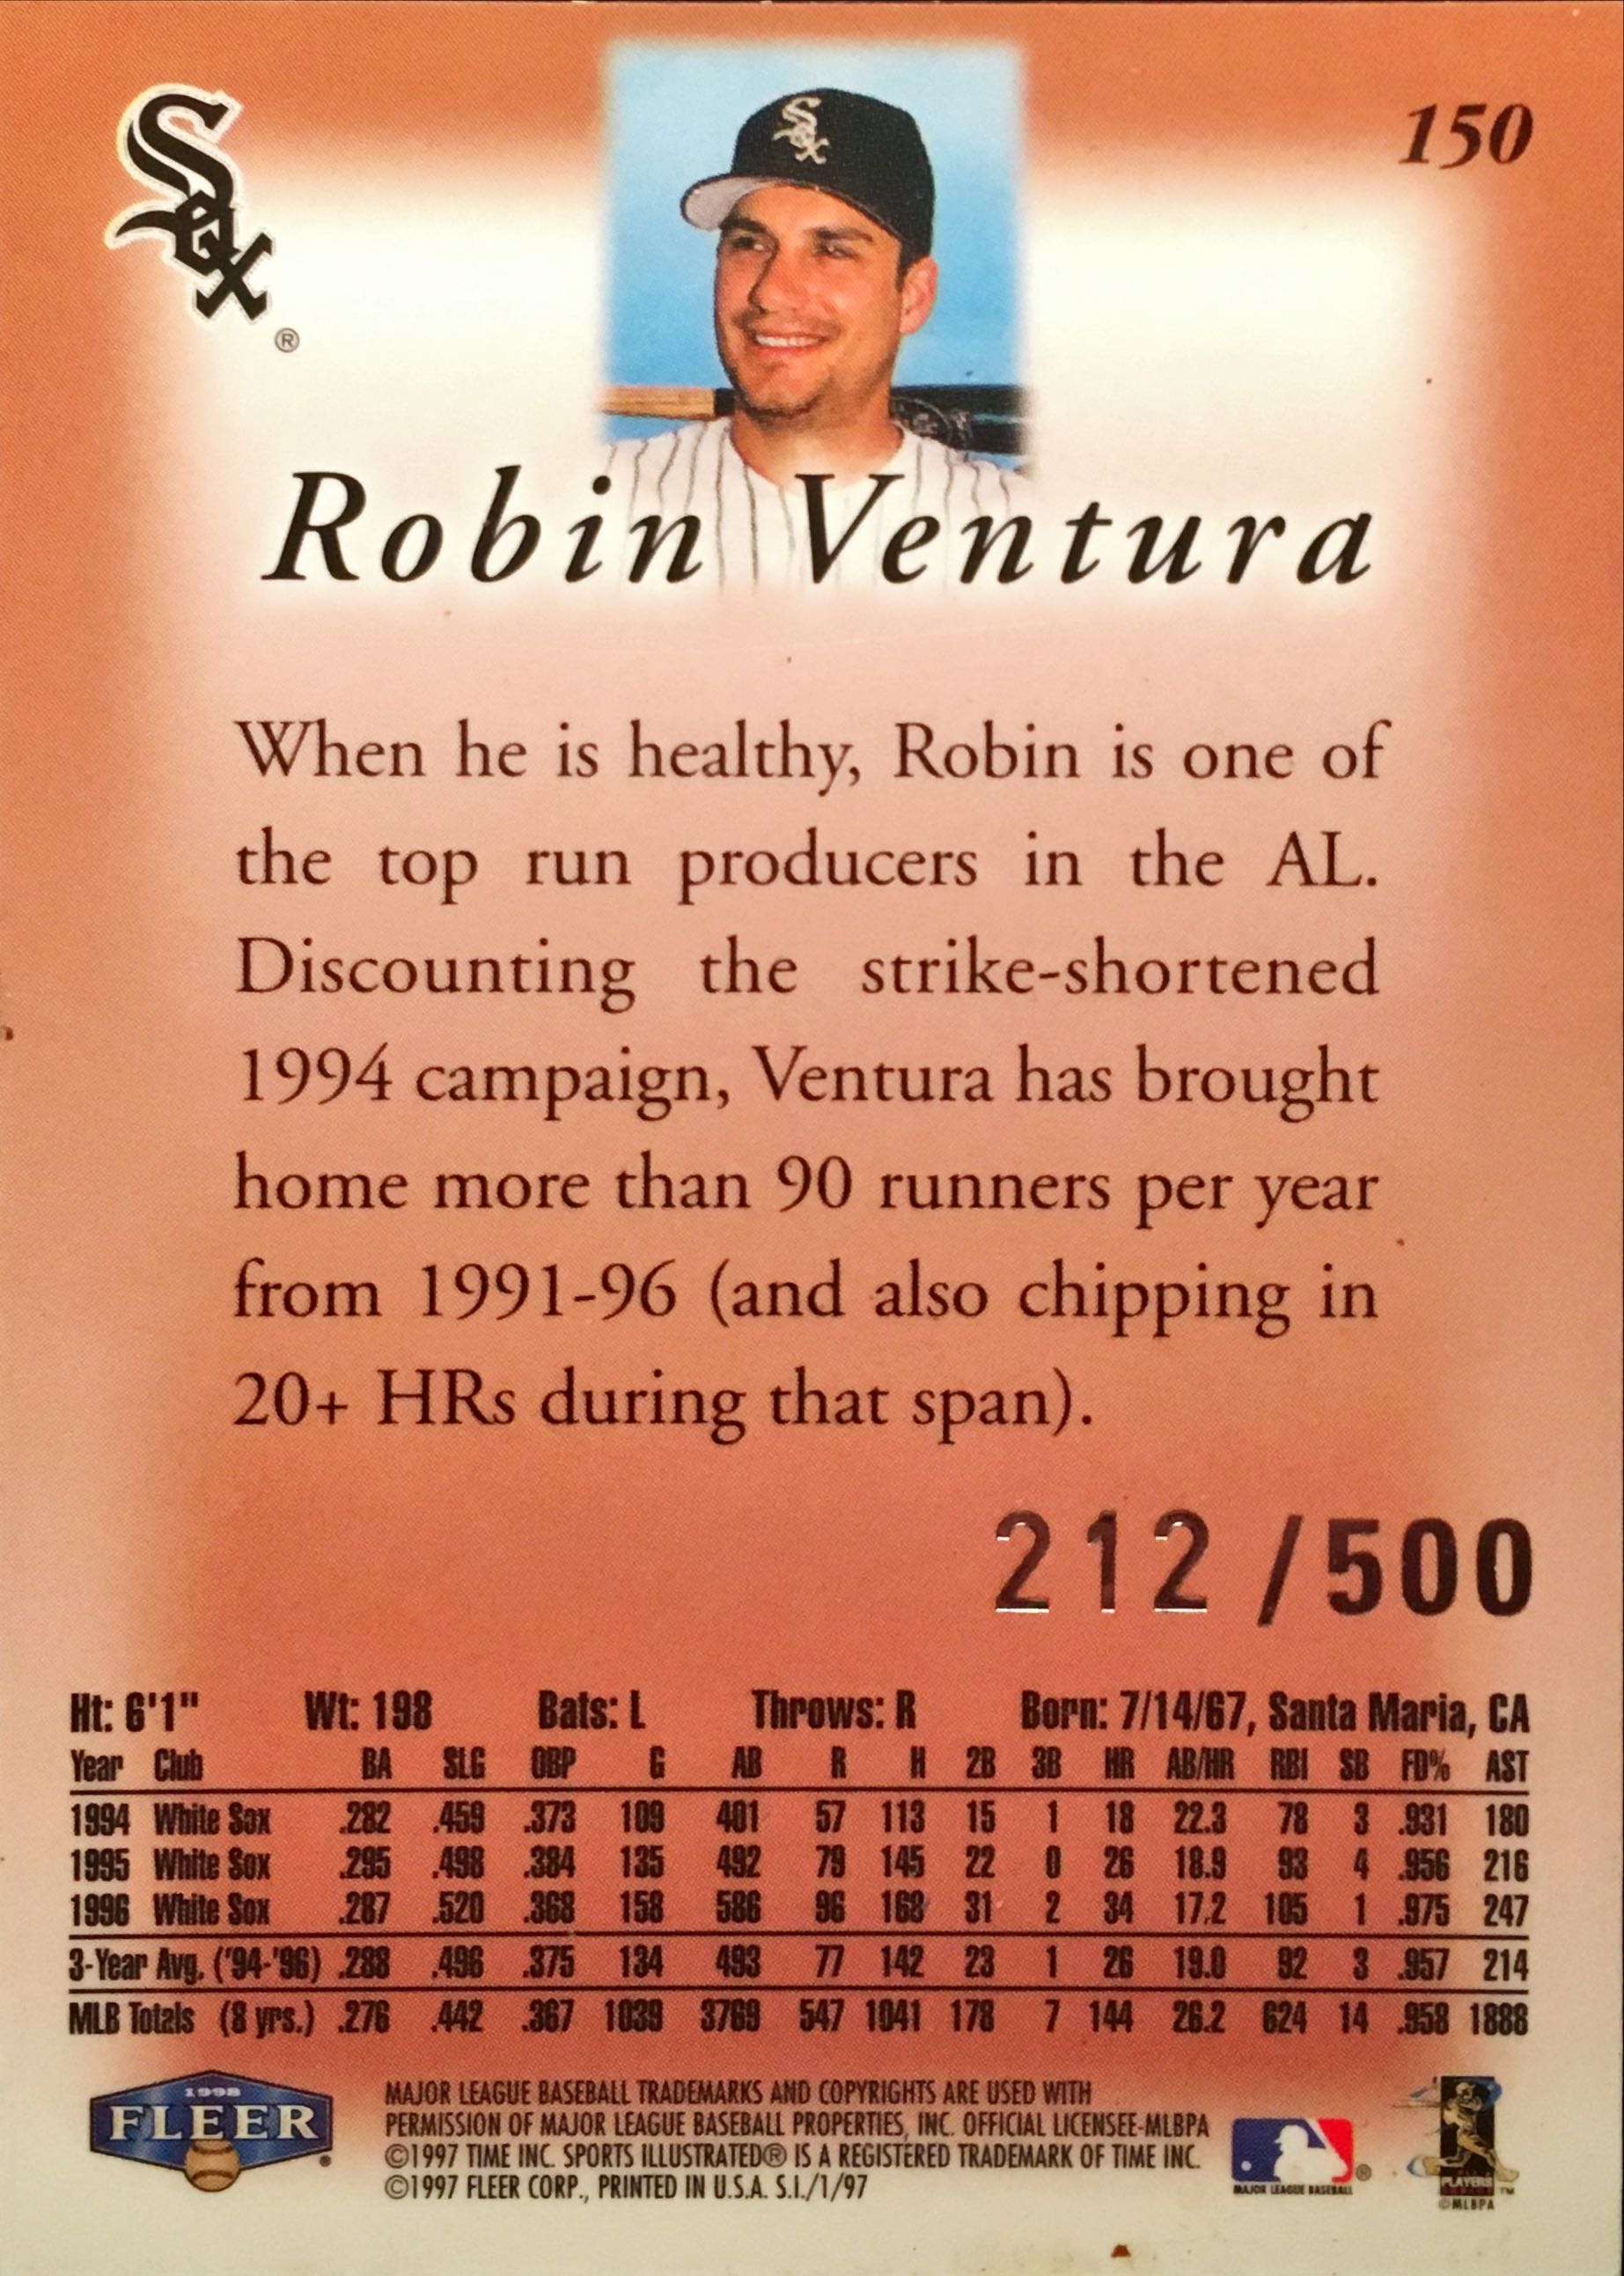 Sox
®
150
Sox
Robin Ventura
When he is healthy, Robin is one of
the top run producers in the AL.
Discounting the strike-shortened
1994 campaign, Ventura has brought
home more than 90 runners per year
from 1991-96 (and also chipping in
20+ HRs during that span).
212/500
Ht: 6'1" Wt: 198 Bats: L Throws: R Born: 7/14/67, Santa Maria, CA
Year Club BA SLG OBP G AB R H 2B 3B HR AB/HR RBI SB FD% AST
1994 White Sox .282 .459 .373 109 401 57 113 15 1 18 22.3 78 3 .931 180
1995 White Sox .295 .498 .384 135 492 79 145 22 0 26 18.9 93 4 .956 216
1996 White Sox .287 .520 .368 158 586 96 168 31 2 34 17.2 105 1 .975 247
3-Year Avg. ('94-'96) .288 .496 .375 134 493 77 142 23 1 26 19.0 92 3 .957 214
MLB Totals (8 yrs.) .276 .442 .367 1039 3769 547 1041 178 7 144 26.2 624 14 .958 1888
1998
FLEER
MAJOR LEAGUE BASEBALL TRADEMARKS AND COPYRIGHTS ARE USED WITH
PERMISSION OF MAJOR LEAGUE BASEBALL PROPERTIES, INC. OFFICIAL LICENSEE-MLBPA
©1997 TIME INC. SPORTS ILLUSTRATED® IS A REGISTERED TRADEMARK OF TIME INC.
©1997 FLEER CORP., PRINTED IN U.S.A. S.I./1/97
®
MAJOR LEAGUE BASEBALL
PLAYERS
™
©MLBPA